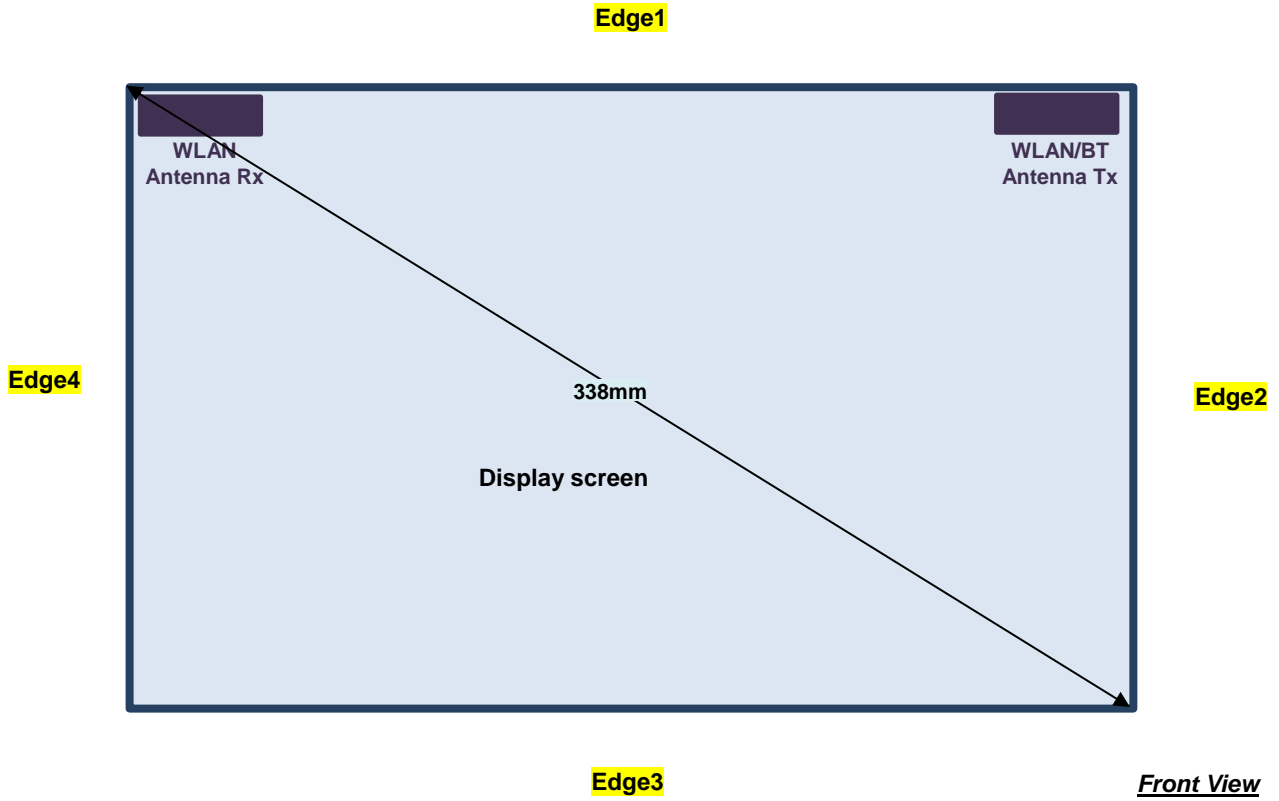 Edge1
WLAN
Antenna Rx
WLAN/BT
Antenna Tx
Edge4
338mm
Edge2
Display screen
Edge3
Front View